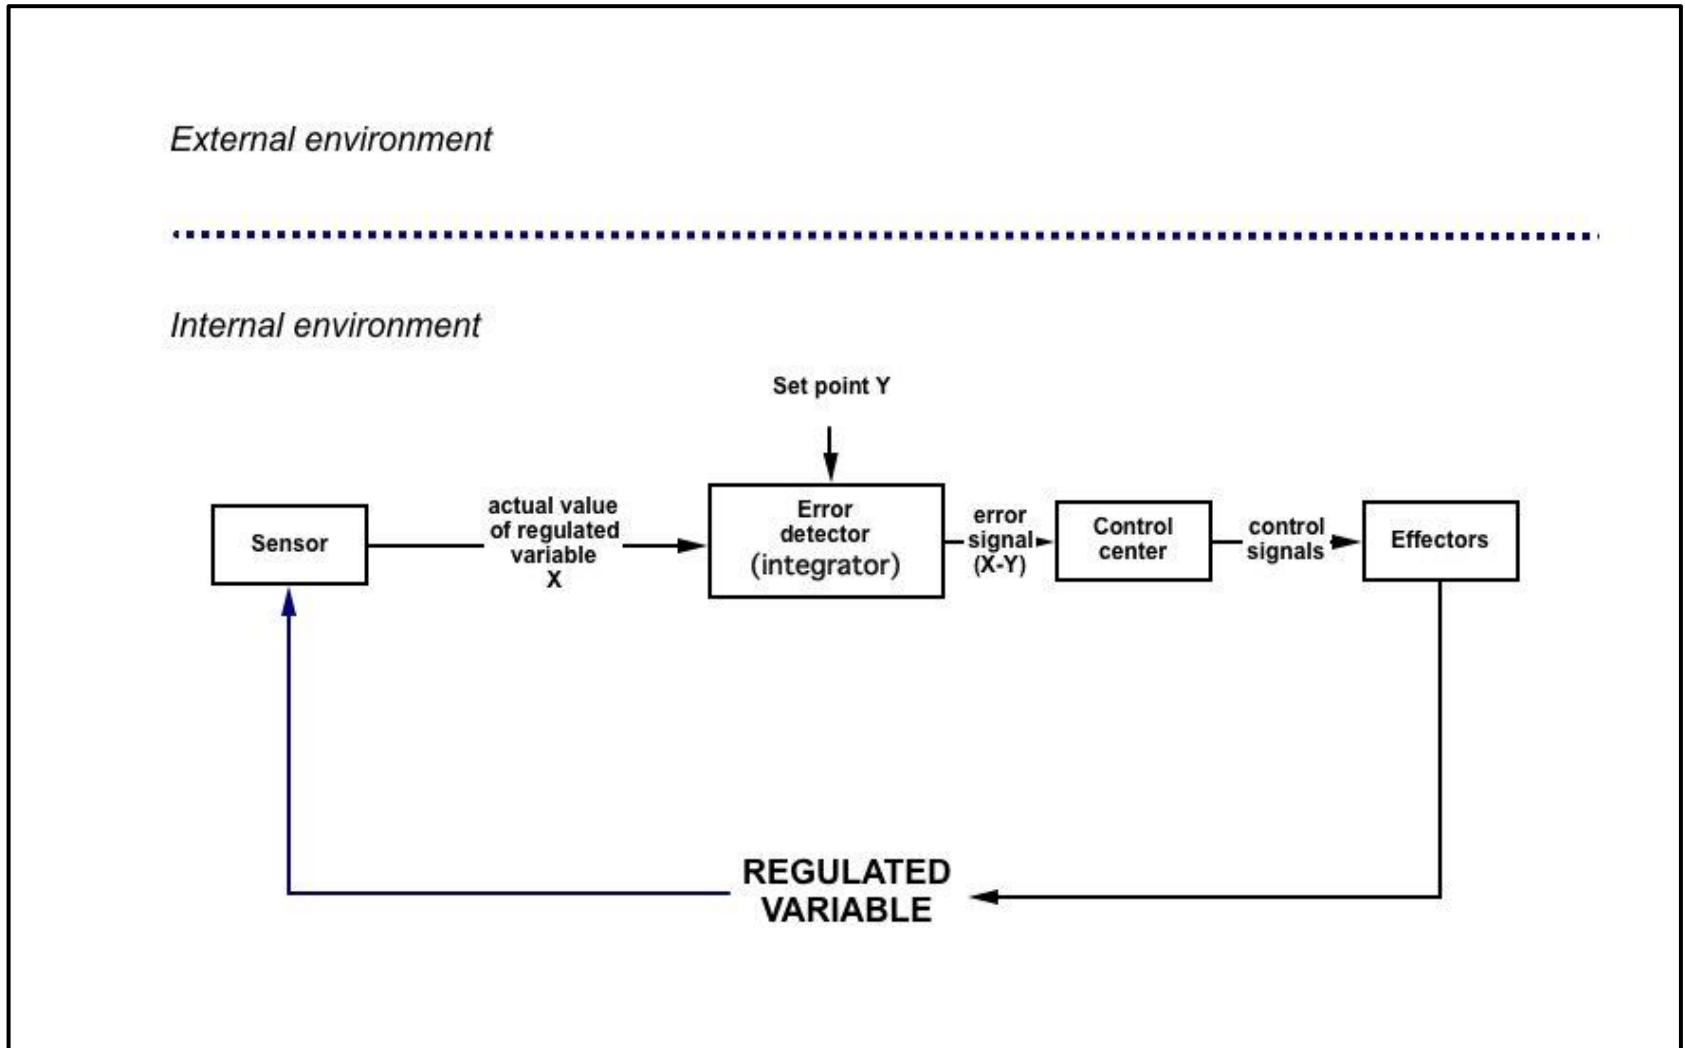 External environment
Internal environment
Set point Y
Sensor
actual value
of regulated
variable
X
Error
detector
(integrator)
error
signal
(X-Y)
Control
center
control
signals
Effectors
REGULATED
VARIABLE